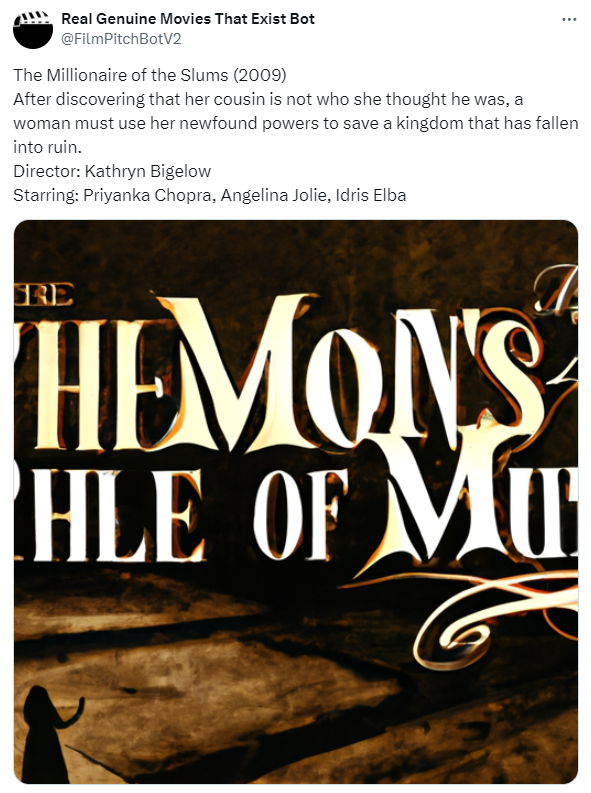 Real Genuine Movies That Exist Bot
@FilmPitchBotV2
The Millionaire of the Slums (2009)
After discovering that her cousin is not who she thought he was, a
woman must use her newfound powers to save a kingdom that has fallen
into ruin.
Director: Kathryn Bigelow
Starring: Priyanka Chopra, Angelina Jolie, Idris Elba
HEMON'S
HLE OF MU